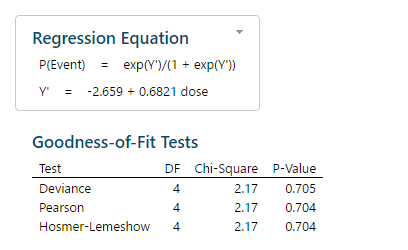 Regression Equation
P(Event) = exp(Y')/(1 + exp(Y'))
Y' = -2.659 + 0.6821 dose
Goodness-of-Fit Tests
Test DF Chi-Square P-Value
Deviance 4 2.17 0.705
Pearson 4 2.17 0.704
Hosmer-Lemeshow 4 2.17 0.704